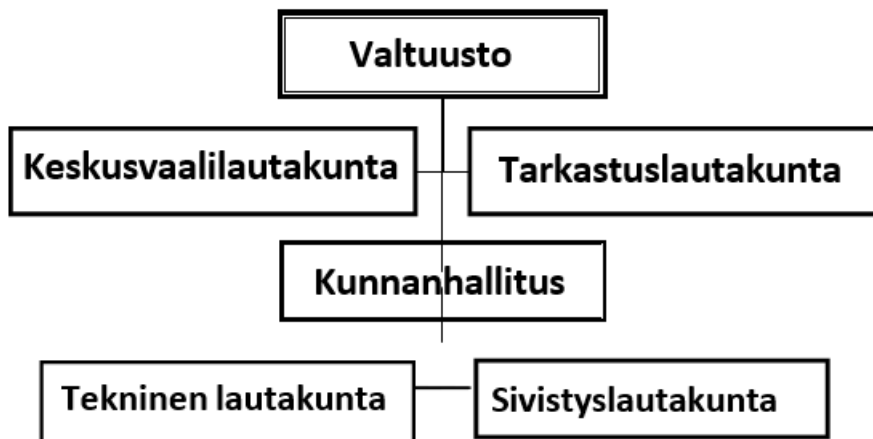 Valtuusto
Keskusvaalilautakunta
Tarkastuslautakunta
Kunnanhallitus
Tekninen lautakunta
Sivistyslautakunta